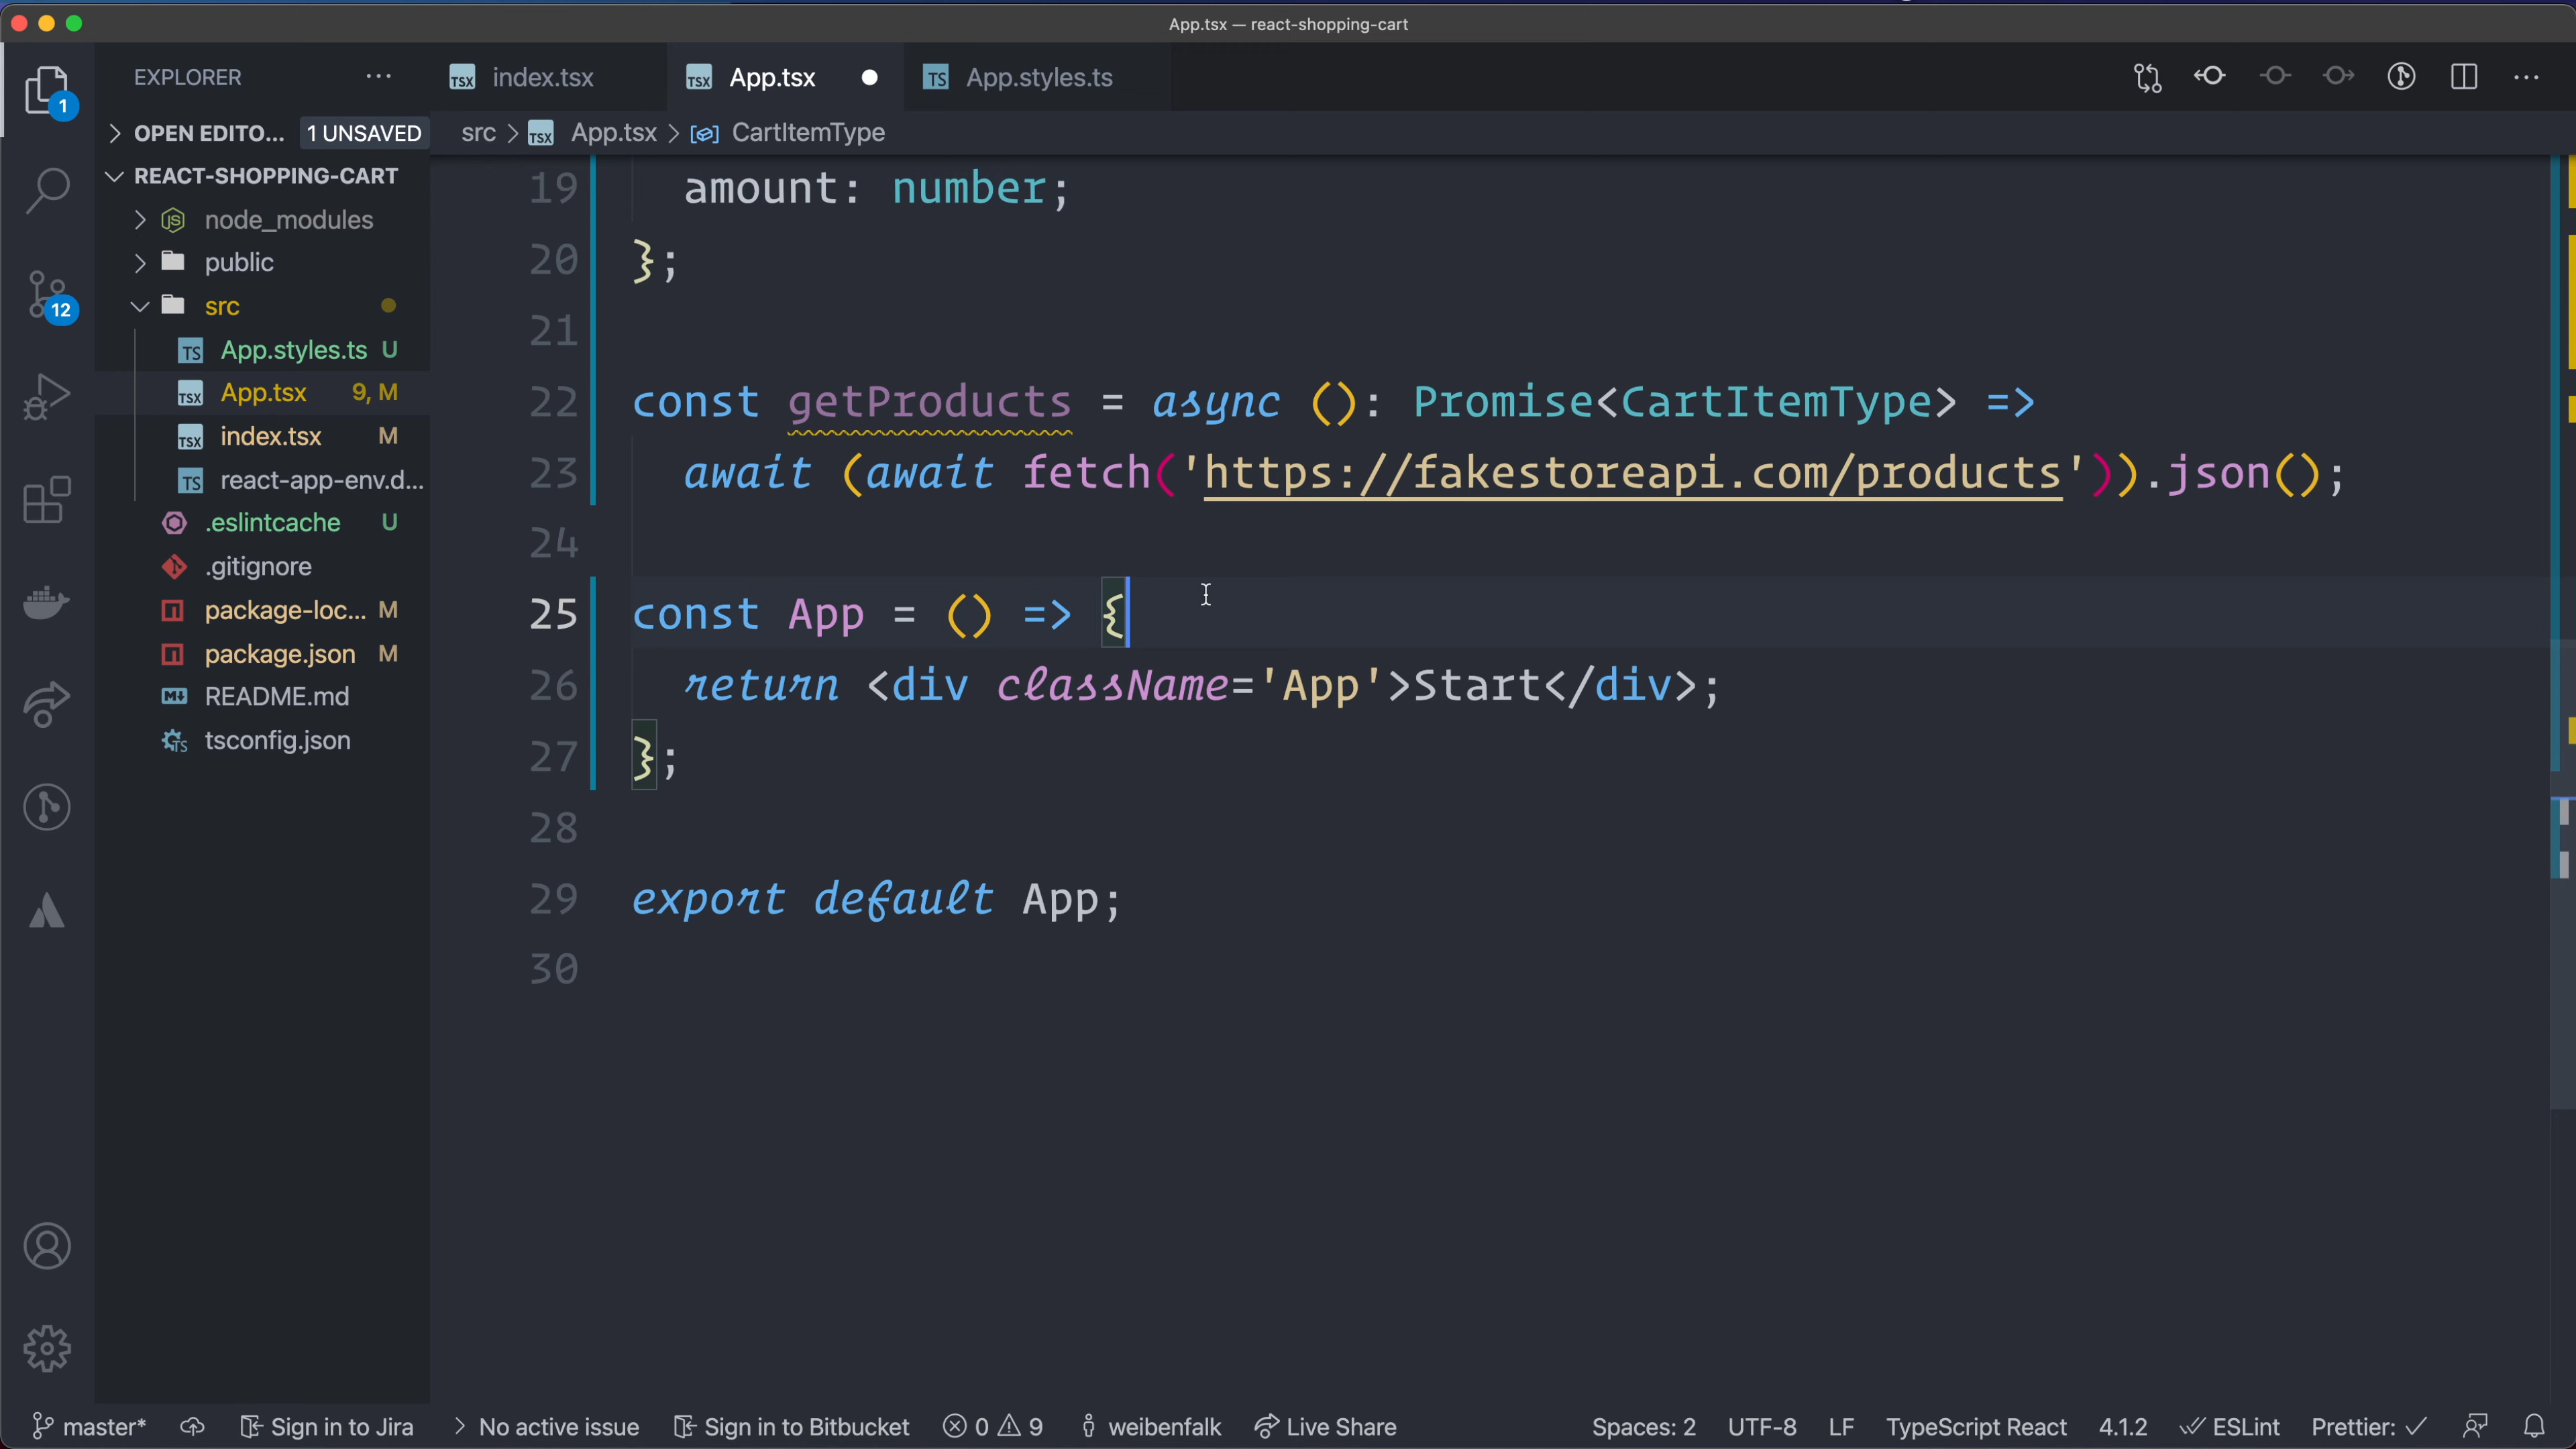 App.tsx — react-shopping-cart
EXPLORER
index.tsx
App.tsx
App.styles.ts
OPEN EDITO... 1 UNSAVED
src > App.tsx > CartItemType
REACT-SHOPPING-CART
node_modules
public
src
App.styles.ts U
App.tsx 9, M
index.tsx M
react-app-env.d...
.eslintcache U
.gitignore
package-loc... M
package.json M
README.md
tsconfig.json
1
12
19 amount: number;
20 };
21
22 const getProducts = async (): Promise<CartItemType> =>
23 await (await fetch('https://fakestoreapi.com/products')).json();
24
25 const App = () => {
26 return <div className='App'>Start</div>;
27 };
28
29 export default App;
30
master* Sign in to Jira > No active issue Sign in to Bitbucket 0 9 weibenfalk Live Share Spaces: 2 UTF-8 LF TypeScript React 4.1.2 ESLint Prettier: ✓